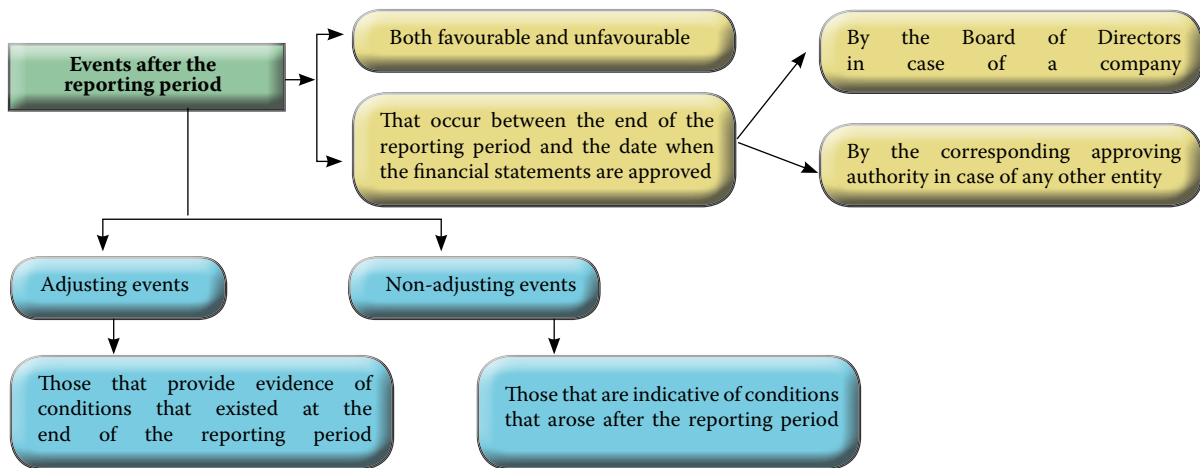 Events after the
reporting period
Both favourable and unfavourable
That occur between the end of the
reporting period and the date when
the financial statements are approved
By the Board of Directors
in case of a company
By the corresponding approving
authority in case of any other entity
Adjusting events
Non-adjusting events
Those that provide evidence of
conditions that existed at the
end of the reporting period
Those that are indicative of conditions
that arose after the reporting period